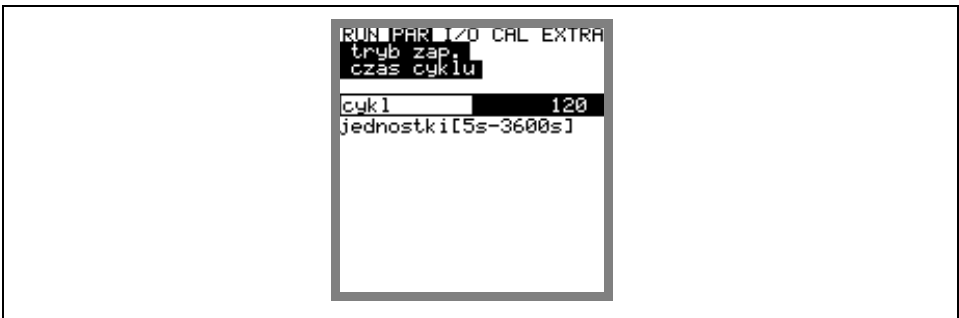 RUN PAR I/O CAL EXTRA
tryb zap.
czas cyklu
cykl 120
jednostki[5s-3600s]